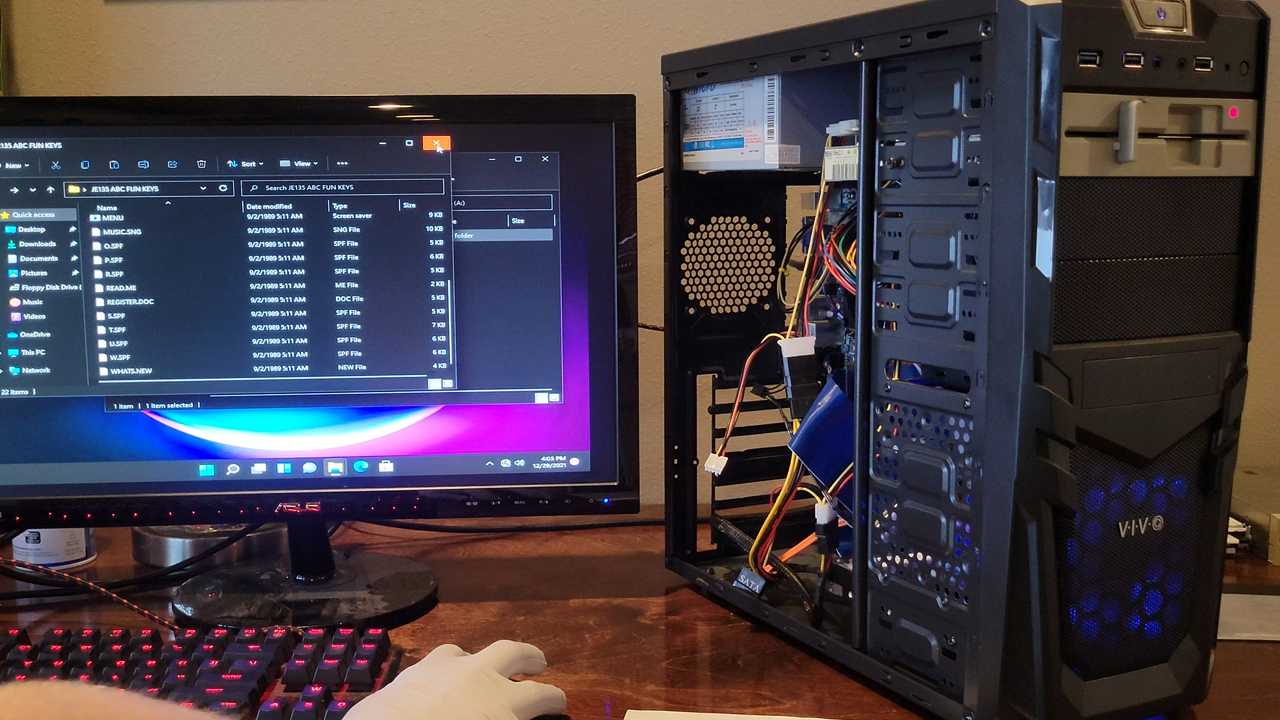 135 ABC FUN KEYS
New
Sort
View
JE135 ABC FUN KEYS
Search JE135 ABC FUN KEYS
(A:)
Quick access
Desktop
Downloads
Documents
Pictures
Floppy Disk Drive (
Music
Videos
OneDrive
This PC
Network
Name Date modified Type Size
MENU 9/2/1989 5:11 AM Screen saver 9 KB
MUSIC.SNG 9/2/1989 5:11 AM SNG File 10 KB
O.SPF 9/2/1989 5:11 AM SPF File 5 KB
P.SPF 9/2/1989 5:11 AM SPF File 6 KB
R.SPF 9/2/1989 5:11 AM SPF File 5 KB
READ.ME 9/2/1989 5:11 AM ME File 2 KB
REGISTER.DOC 9/2/1989 5:11 AM DOC File 5 KB
S.SPF 9/2/1989 5:11 AM SPF File 5 KB
T.SPF 9/2/1989 5:11 AM SPF File 7 KB
U.SPF 9/2/1989 5:11 AM SPF File 6 KB
W.SPF 9/2/1989 5:11 AM SPF File 6 KB
WHATS.NEW 9/2/1989 5:11 AM NEW File 4 KB
Size
folder
22 items
1 item 1 item selected
4:05 PM
12/29/2021
ASUS
SATA
VIVO